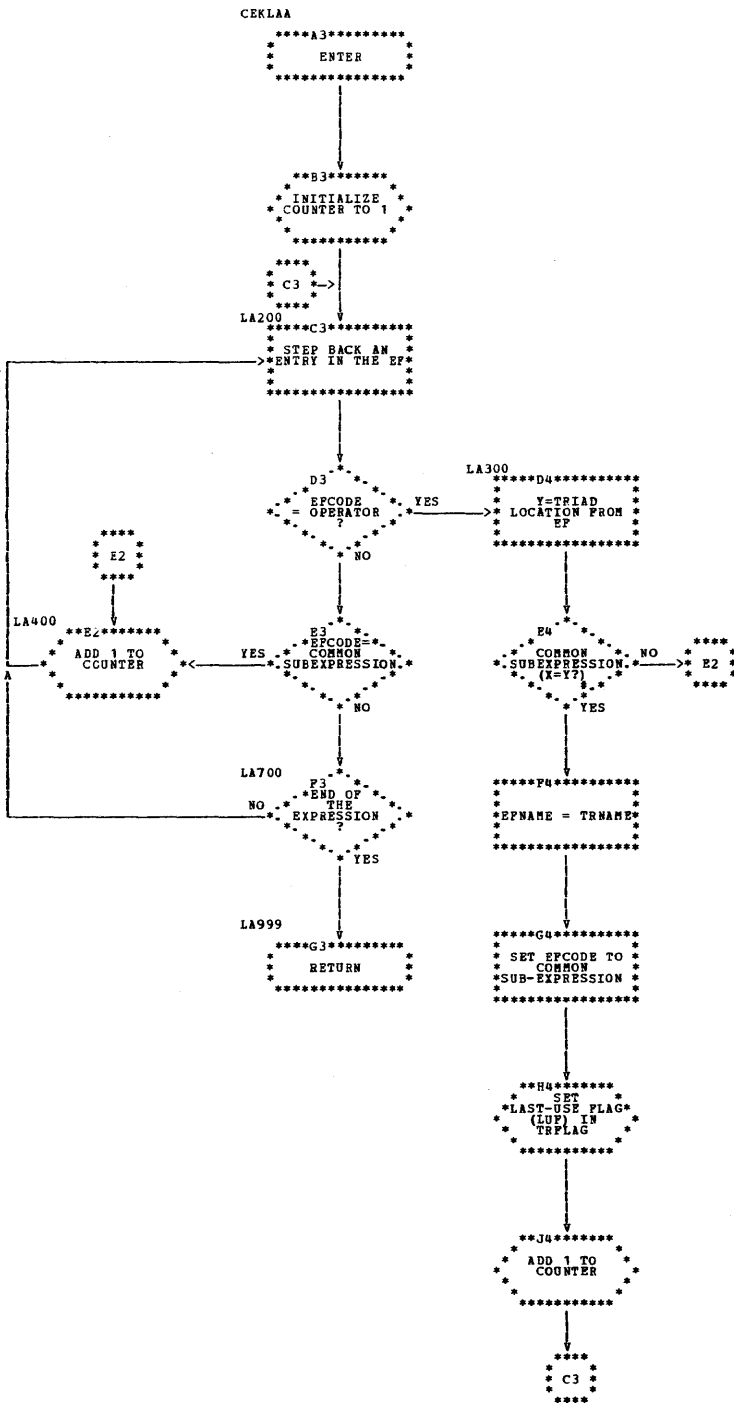 CEKLAA
A3
ENTER
B3
INITIALIZE
COUNTER TO 1
C3
LA200
C3
STEP BACK AN
ENTRY IN THE EF
D3
EFCODE
= OPERATOR
?
YES
NO
LA300
D4
Y=TRIAD
LOCATION FROM
EF
E2
LA400
E2
ADD 1 TO
COUNTER
YES
E3
EFCODE=
COMMON
SUBEXPRESSION
NO
E4
COMMON
SUBEXPRESSION
(X=Y?)
NO
E2
YES
A
LA700
NO
F3
END OF
THE
EXPRESSION
?
YES
F4
EFNAME = TRNAME
LA999
G3
RETURN
G4
SET EFCODE TO
COMMON
SUB-EXPRESSION
H4
SET
LAST-USE FLAG
(LUF) IN
TRFLAG
J4
ADD 1 TO
COUNTER
C3